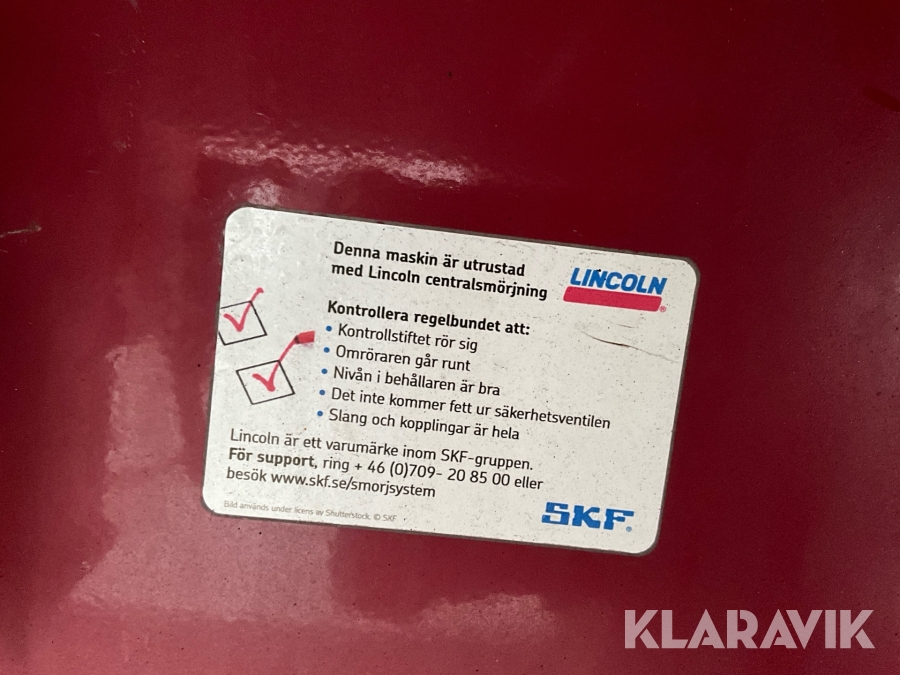 Denna maskin är utrustad
med Lincoln centralsmörjning
LINCOLN®
Kontrollera regelbundet att:
• Kontrollstiftet rör sig
• Omröraren går runt
• Nivån i behållaren är bra
• Det inte kommer fett ur säkerhetsventilen
• Slang och kopplingar är hela
Lincoln är ett varumärke inom SKF-gruppen.
För support, ring + 46 (0)709- 20 85 00 eller
besök www.skf.se/smorjsystem
Bild används under licens av Shutterstock. © SKF
SKF®
KLARAVIK